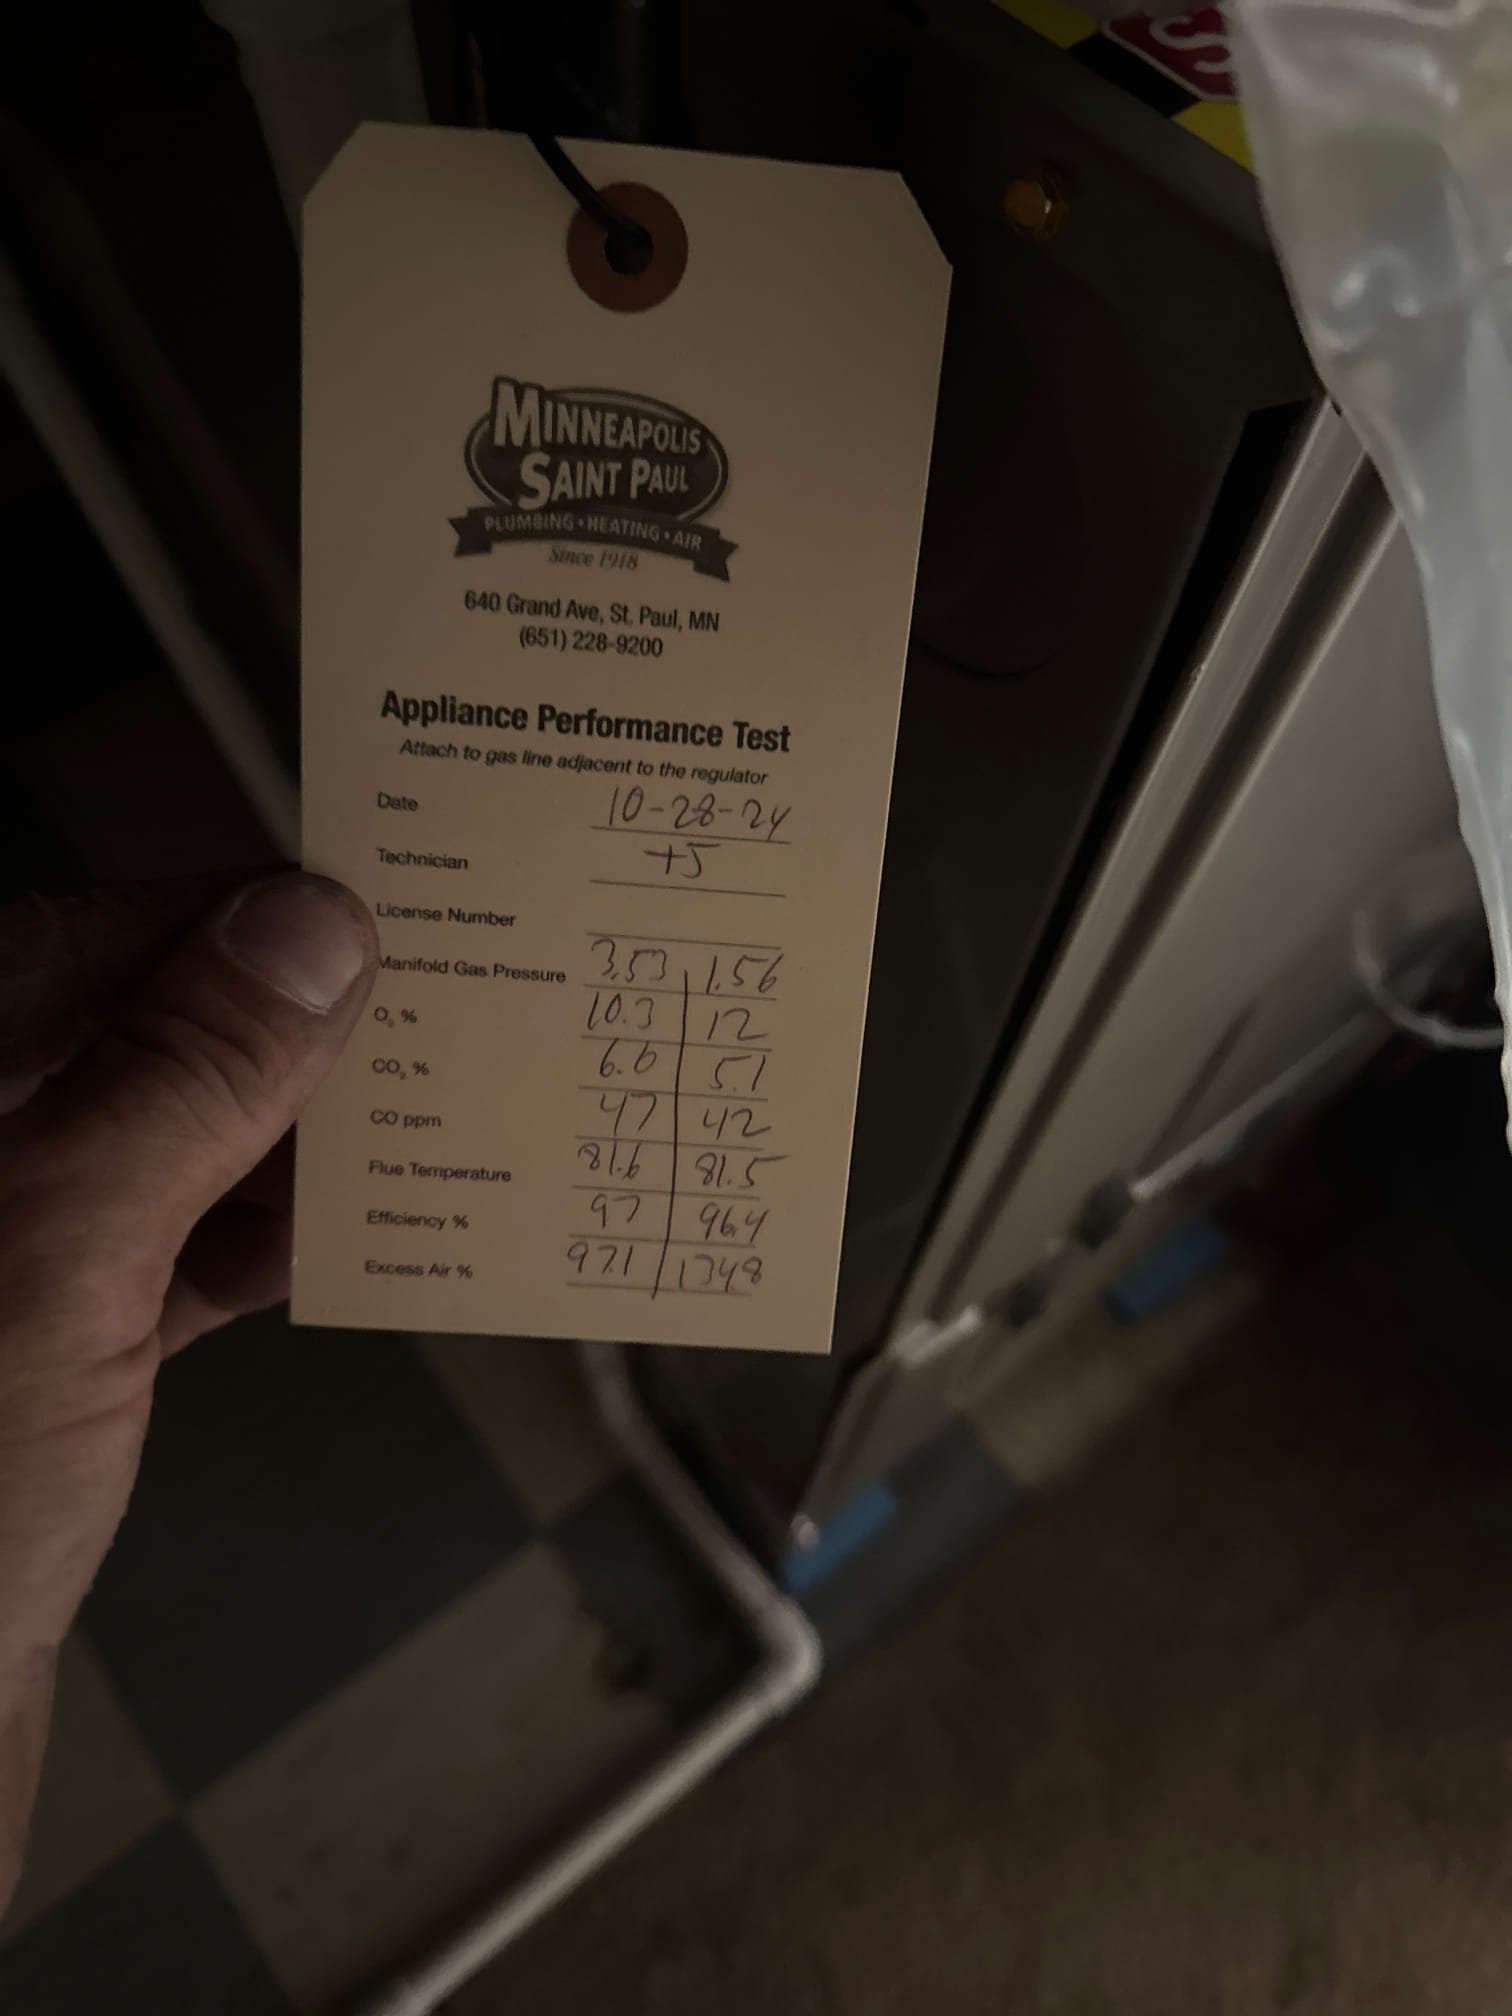 MINNEAPOLIS
SAINT PAUL
PLUMBING • HEATING • AIR
Since 1918
640 Grand Ave, St. Paul, MN
(651) 228-9200
Appliance Performance Test
Attach to gas line adjacent to the regulator
Date 10-28-24
Technician
License Number
Manifold Gas Pressure 3.53 1.56
O₂ % 10.3 12
CO₂ % 6.0 5.1
CO ppm 47 42
Flue Temperature 81.6 81.5
Efficiency % 97 96.4
Excess Air % 97.1 134.8